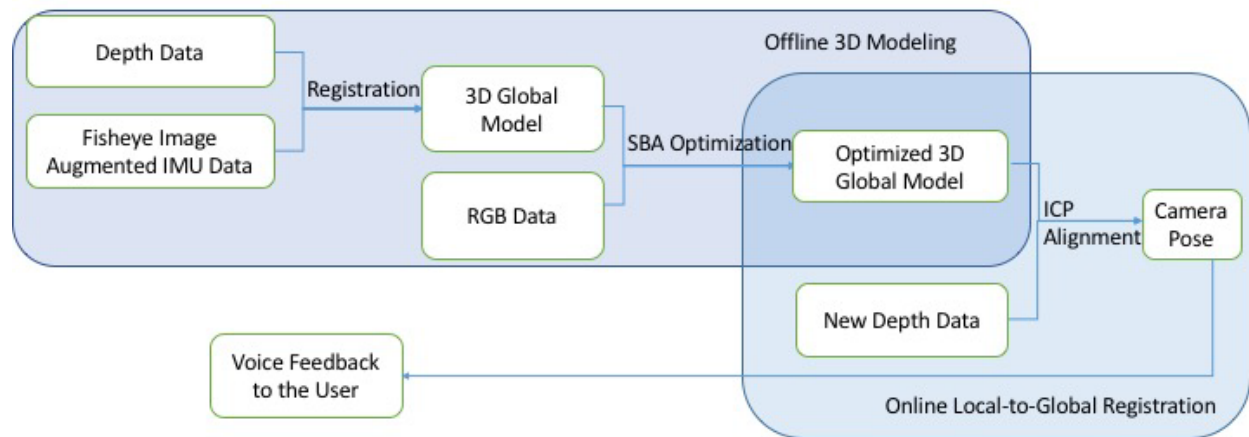 Depth Data
Offline 3D Modeling
Registration
3D Global
Model
Fisheye Image
Augmented IMU Data
SBA Optimization
Optimized 3D
Global Model
RGB Data
ICP
Alignment
Camera
Pose
New Depth Data
Voice Feedback
to the User
Online Local-to-Global Registration